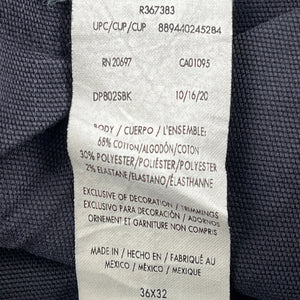 R367383
UPC/CUP/CUP 889440245284
RN 20697 CA01095
DP802SBK 10/16/20
BODY / CUERPO / L'ENSEMBLE:
65% COTTON/ALGODÓN/COTON
30% POLYESTER/POLIÉSTER/POLYESTER
2% ELASTANE/ELASTANO/ÉLASTHANNE
EXCLUSIVE OF DECORATION / TRIMMINGS
EXCLUSIVO PARA DECORACIÓN / ADORNOS
ORNEMENT ET GARNITURE NON COMPRIS
MADE IN / HECHO EN / FABRIQUÉ AU
MEXICO / MÉXICO / MEXIQUE
36X32